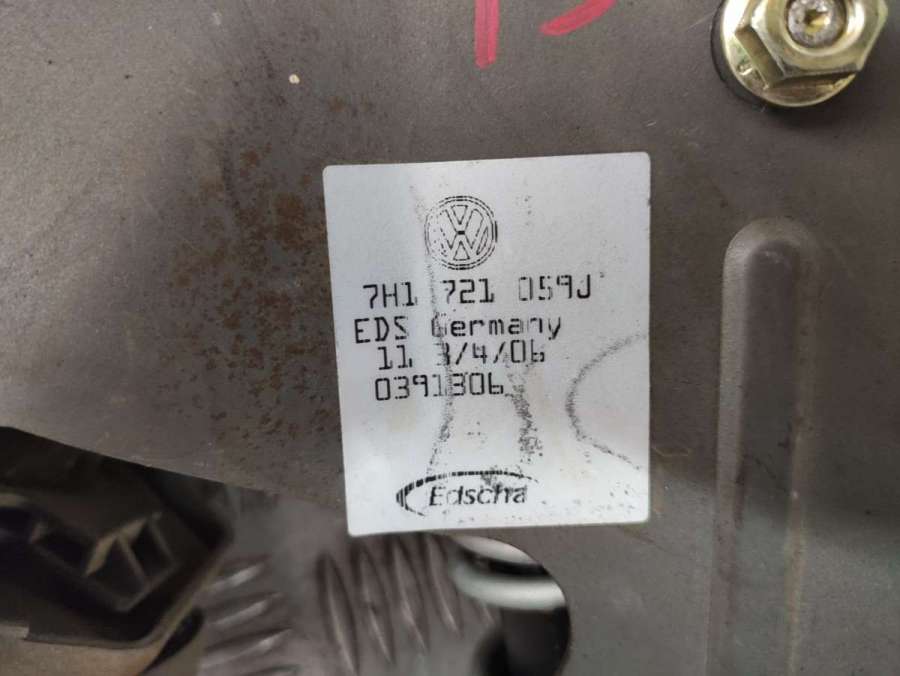 7H1 721 059J
EDS Germany
11 3/4/06
0391306
Edscha